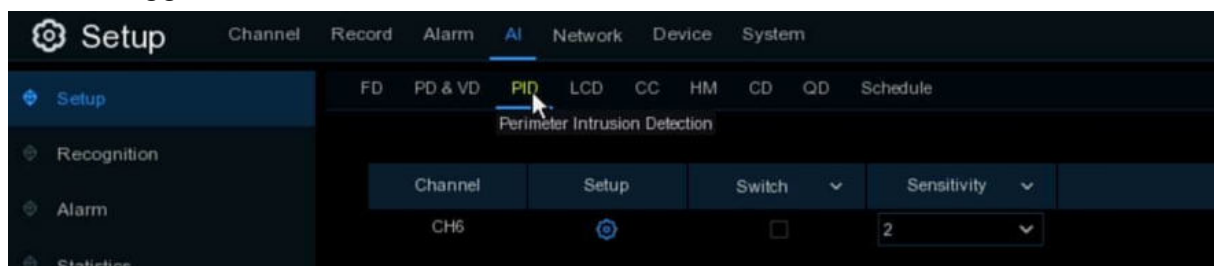 Setup Channel Record Alarm AI Network Device System
Setup FD PD & VD PID LCD CC HM CD QD Schedule
Perimeter Intrusion Detection
Recognition
Channel Setup Switch Sensitivity
Alarm
CH6 2
Statistics